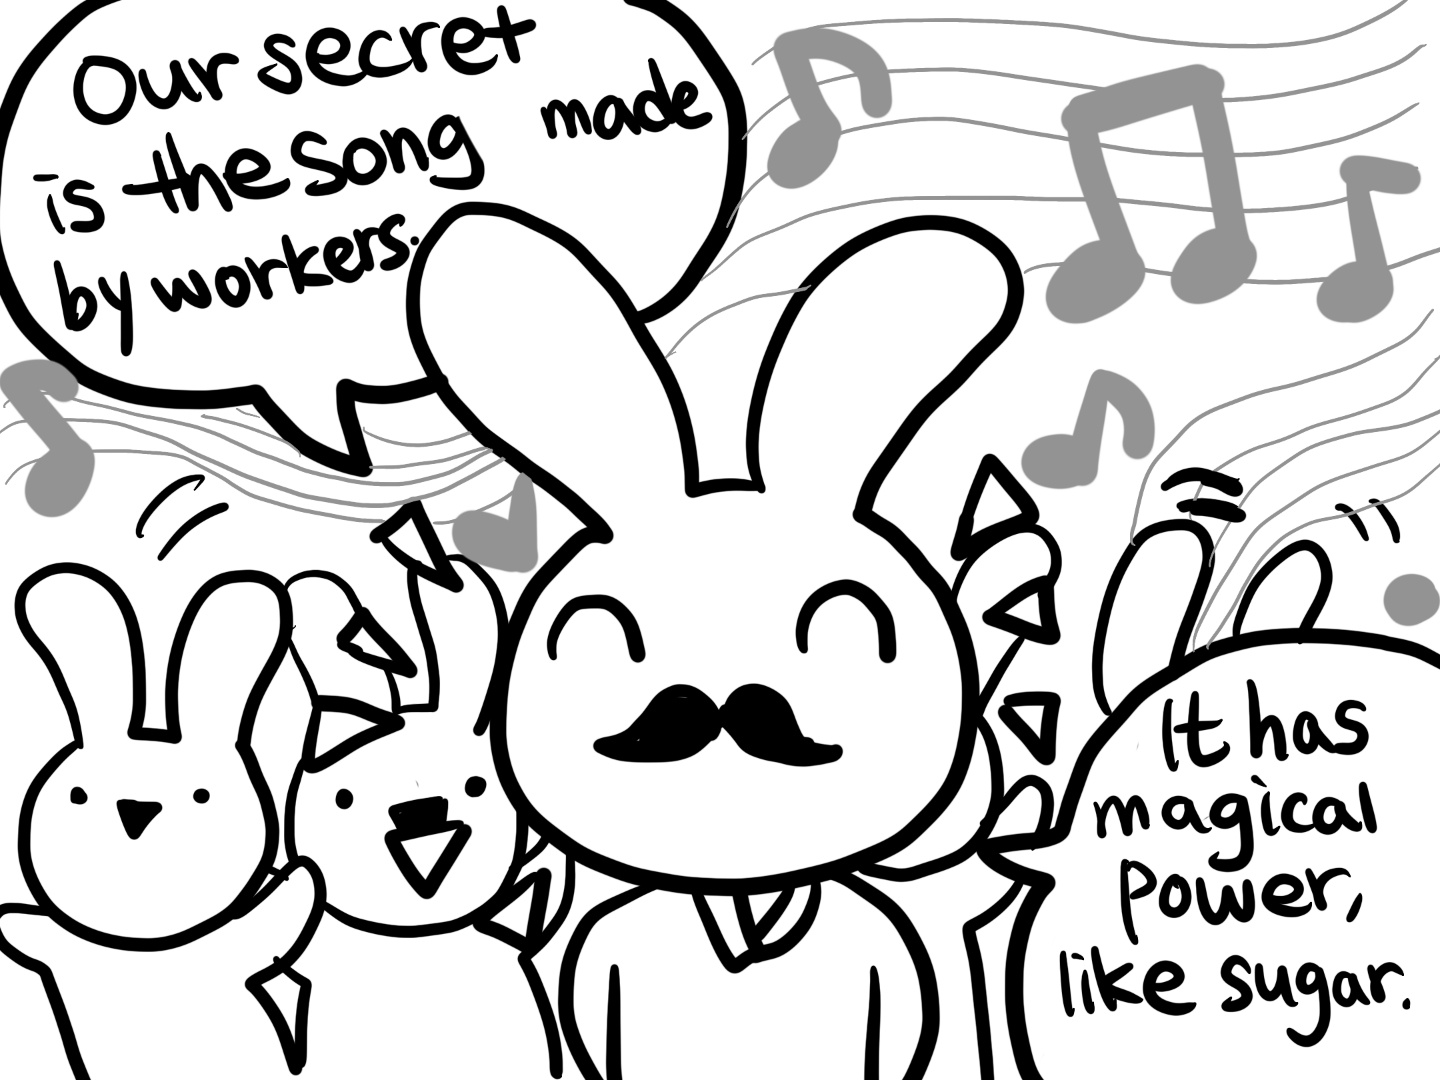 Our secret
is the song made
by workers.
It has
magical
power,
like sugar.